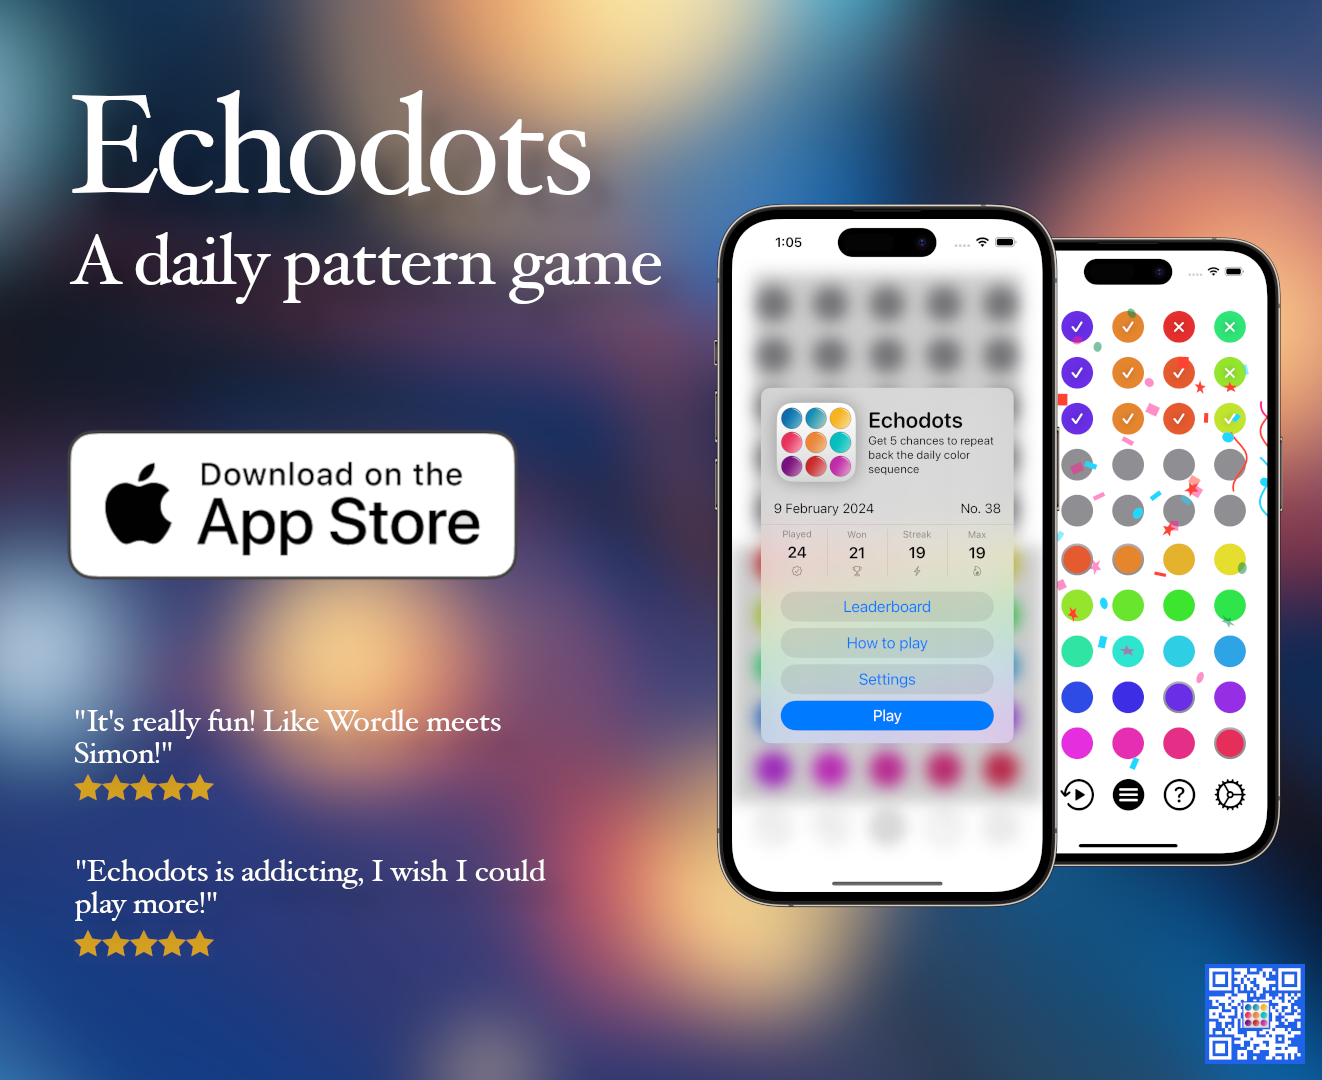 Echodots
A daily pattern game
Download on the
App Store
"It's really fun! Like Wordle meets
Simon!"
"Echodots is addicting, I wish I could
play more!"
1:05
Echodots
Get 5 chances to repeat
back the daily color
sequence
9 February 2024 No. 38
Played Won Streak Max
24 21 19 19
Leaderboard
How to play
Settings
Play
?